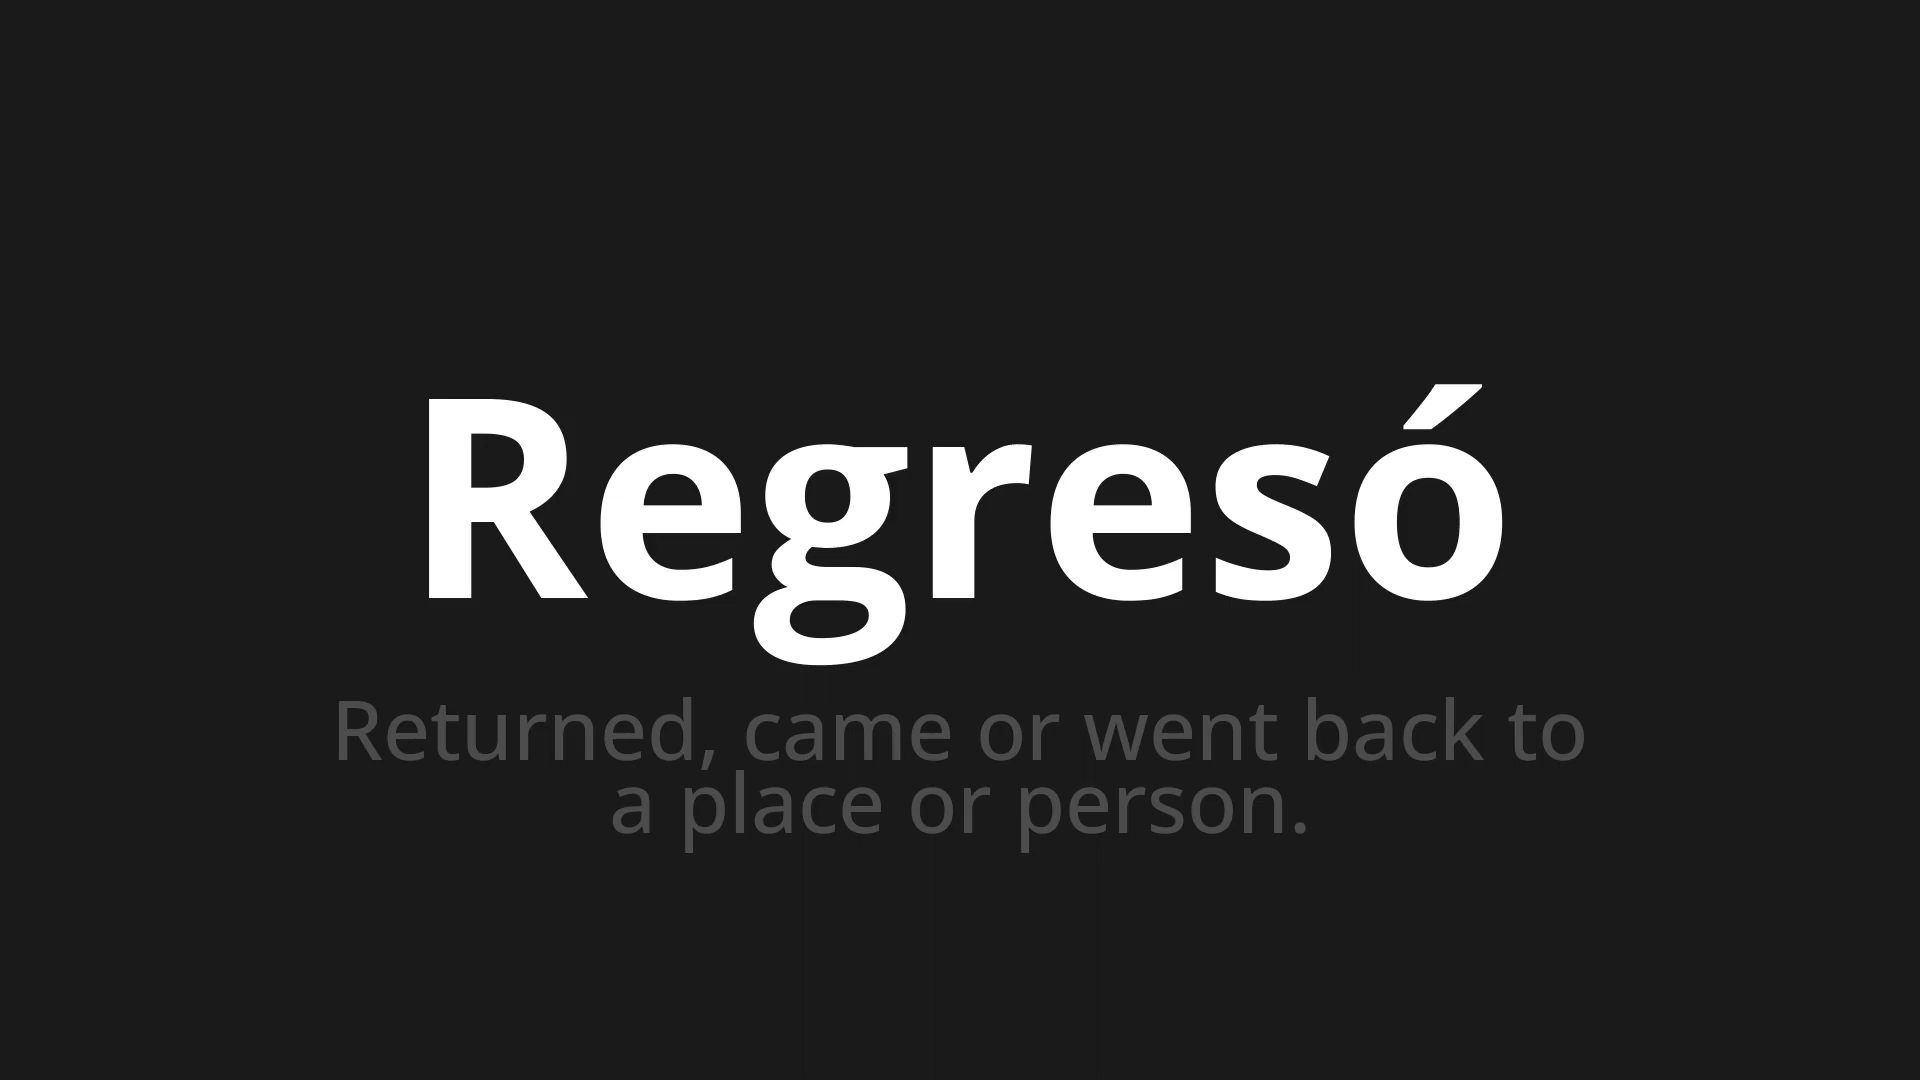 Regresó
Returned, came or went back to
a place or person.